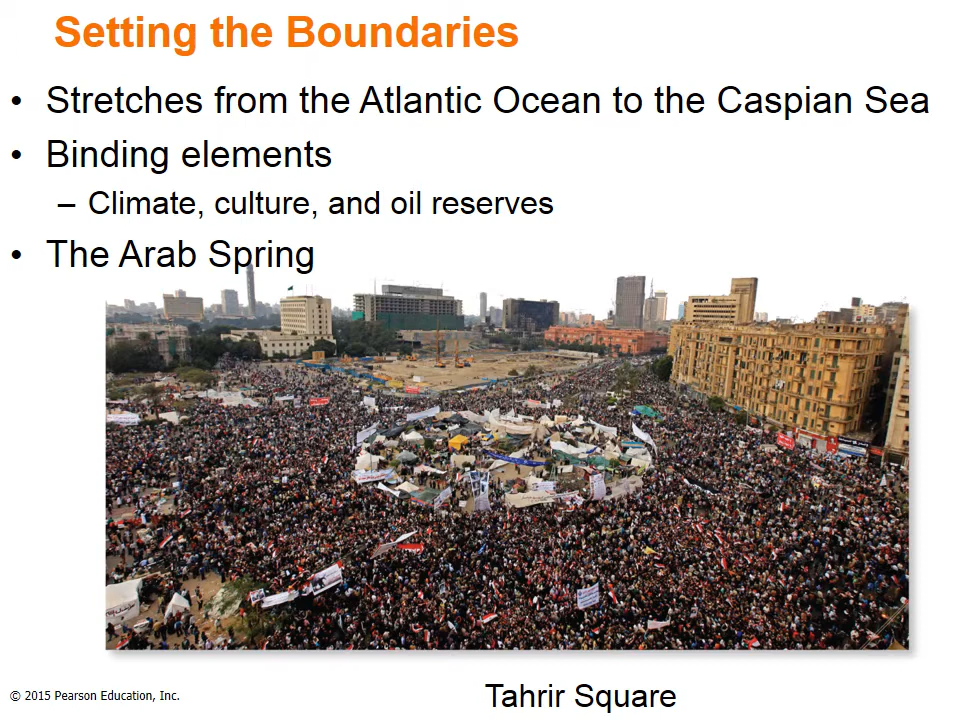 Setting the Boundaries
• Stretches from the Atlantic Ocean to the Caspian Sea
• Binding elements
– Climate, culture, and oil reserves
• The Arab Spring
© 2015 Pearson Education, Inc.
Tahrir Square